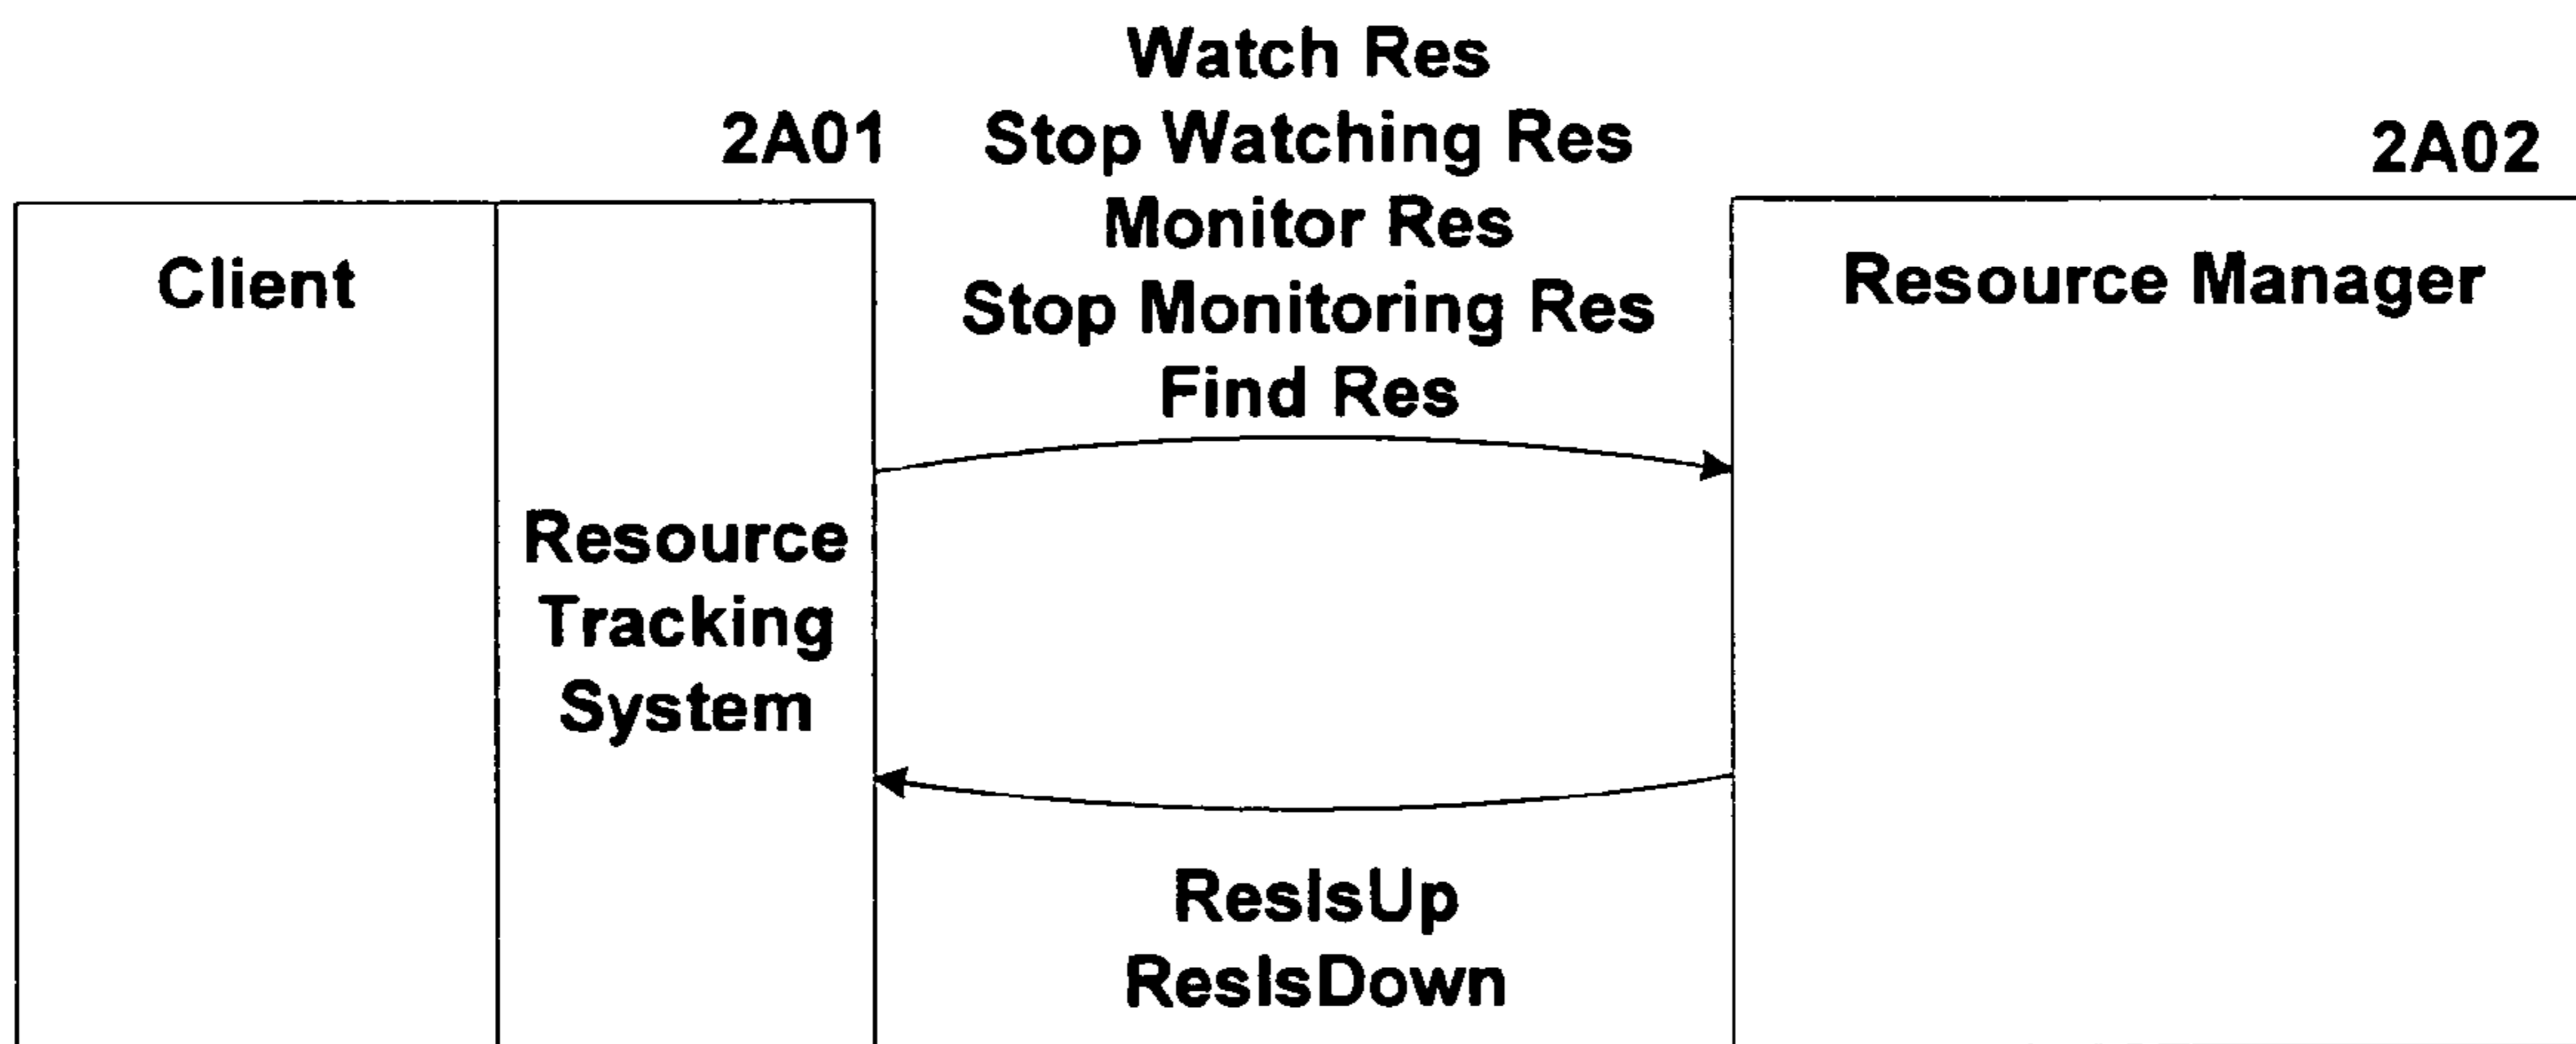 Watch Res
2A01
Stop Watching Res
2A02
Monitor Res
Client
Resource Manager
Stop Monitoring Res
Find Res
Resource
Tracking
System
ResIsUp
ResIsDown